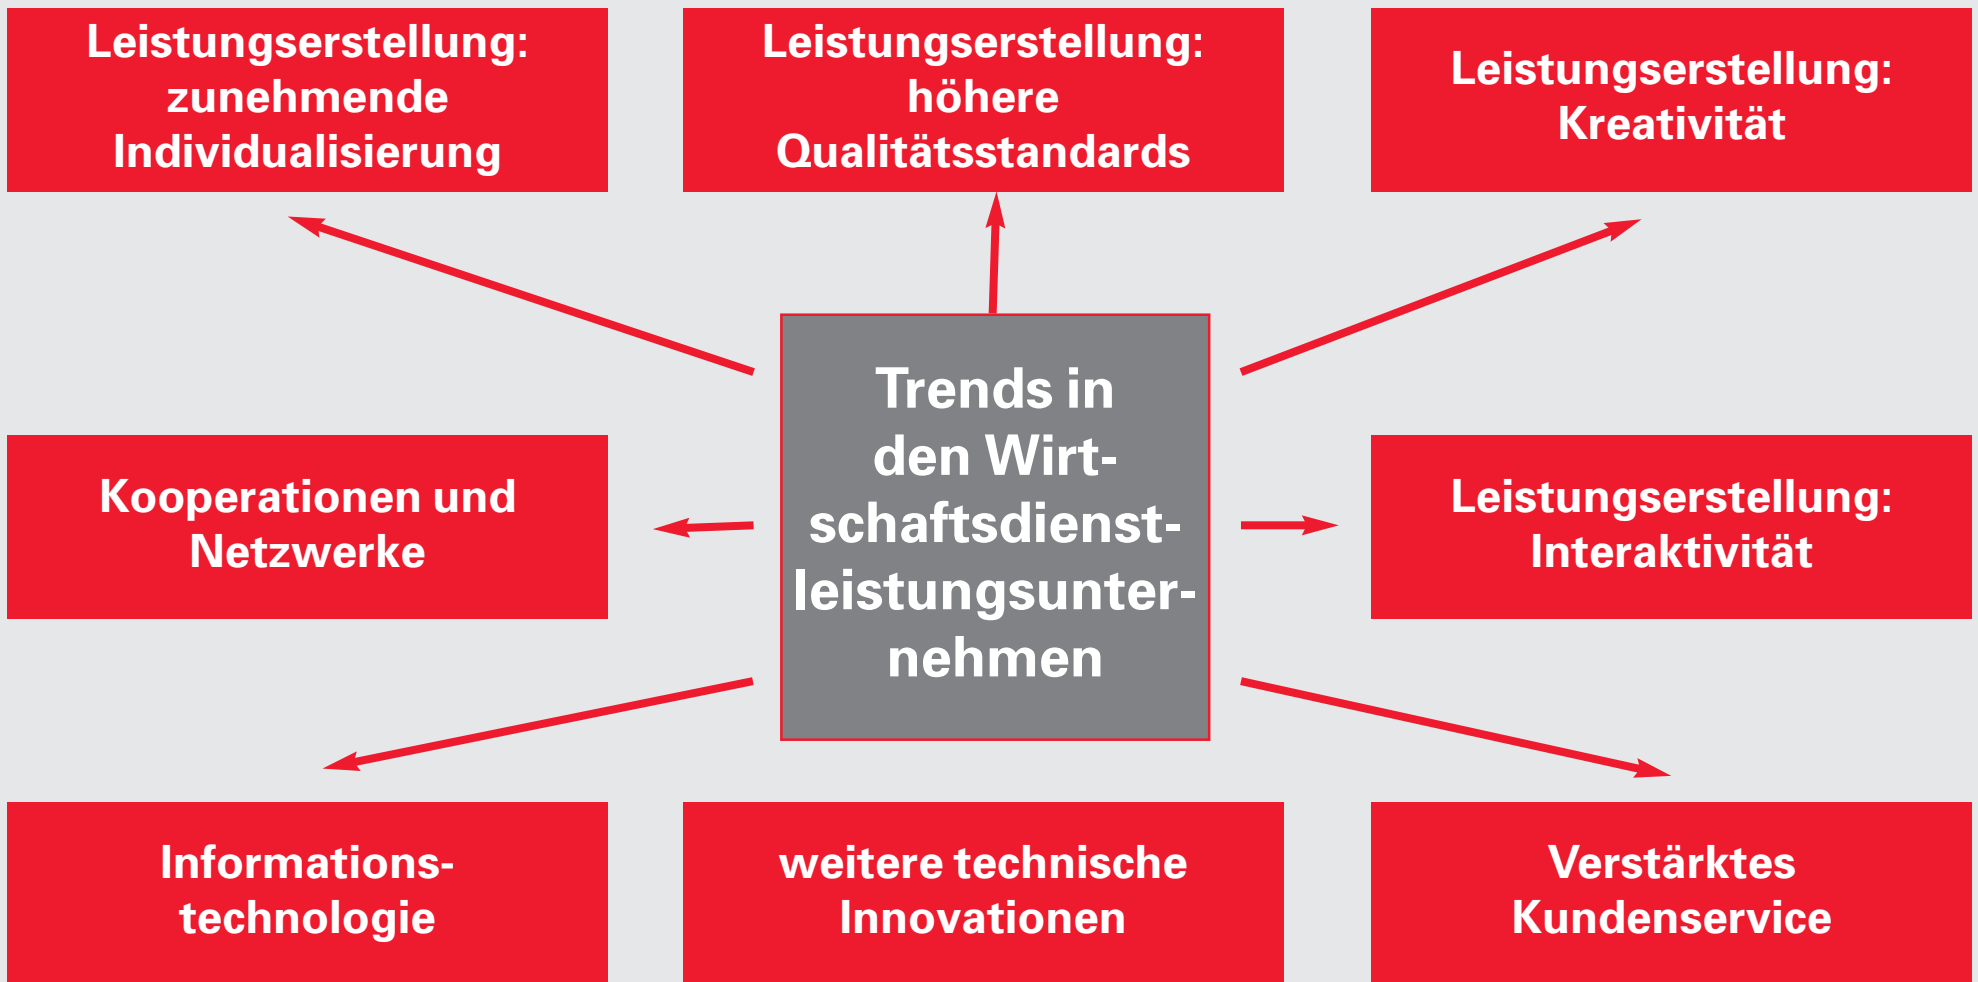 Leistungserstellung:
zunehmende
Individualisierung
Leistungserstellung:
höhere
Qualitätsstandards
Leistungserstellung:
Kreativität
Trends in
den Wirt-
schaftsdienst-
leistungsunter-
nehmen
Kooperationen und
Netzwerke
Leistungserstellung:
Interaktivität
Informations-
technologie
weitere technische
Innovationen
Verstärktes
Kundenservice